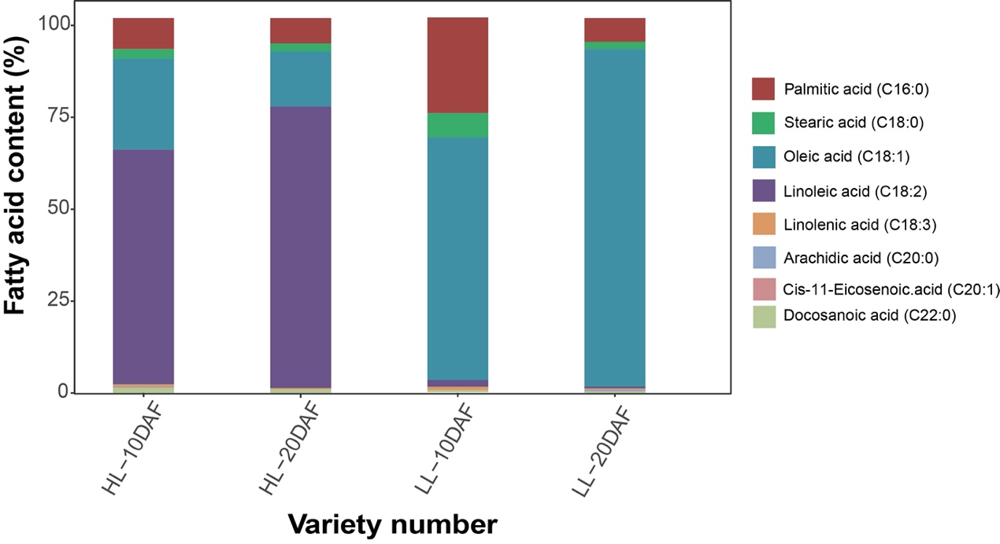 Fatty acid content (%)
100
75
50
25
0
HL−10DAF
HL−20DAF
LL−10DAF
LL−20DAF
Variety number
Palmitic acid (C16:0)
Stearic acid (C18:0)
Oleic acid (C18:1)
Linoleic acid (C18:2)
Linolenic acid (C18:3)
Arachidic acid (C20:0)
Cis-11-Eicosenoic.acid (C20:1)
Docosanoic acid (C22:0)